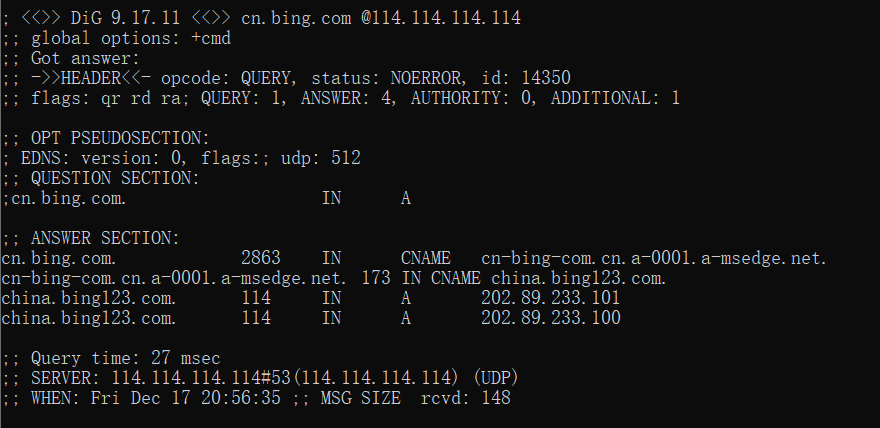 ; <<>> DiG 9.17.11 <<>> cn.bing.com @114.114.114.114
;; global options: +cmd
;; Got answer:
;; ->>HEADER<<- opcode: QUERY, status: NOERROR, id: 14350
;; flags: qr rd ra; QUERY: 1, ANSWER: 4, AUTHORITY: 0, ADDITIONAL: 1

;; OPT PSEUDOSECTION:
; EDNS: version: 0, flags:; udp: 512
;; QUESTION SECTION:
;cn.bing.com. IN A

;; ANSWER SECTION:
cn.bing.com. 2863 IN CNAME cn-bing-com.cn.a-0001.a-msedge.net.
cn-bing-com.cn.a-0001.a-msedge.net. 173 IN CNAME china.bing123.com.
china.bing123.com. 114 IN A 202.89.233.101
china.bing123.com. 114 IN A 202.89.233.100

;; Query time: 27 msec
;; SERVER: 114.114.114.114#53(114.114.114.114) (UDP)
;; WHEN: Fri Dec 17 20:56:35 ;; MSG SIZE rcvd: 148